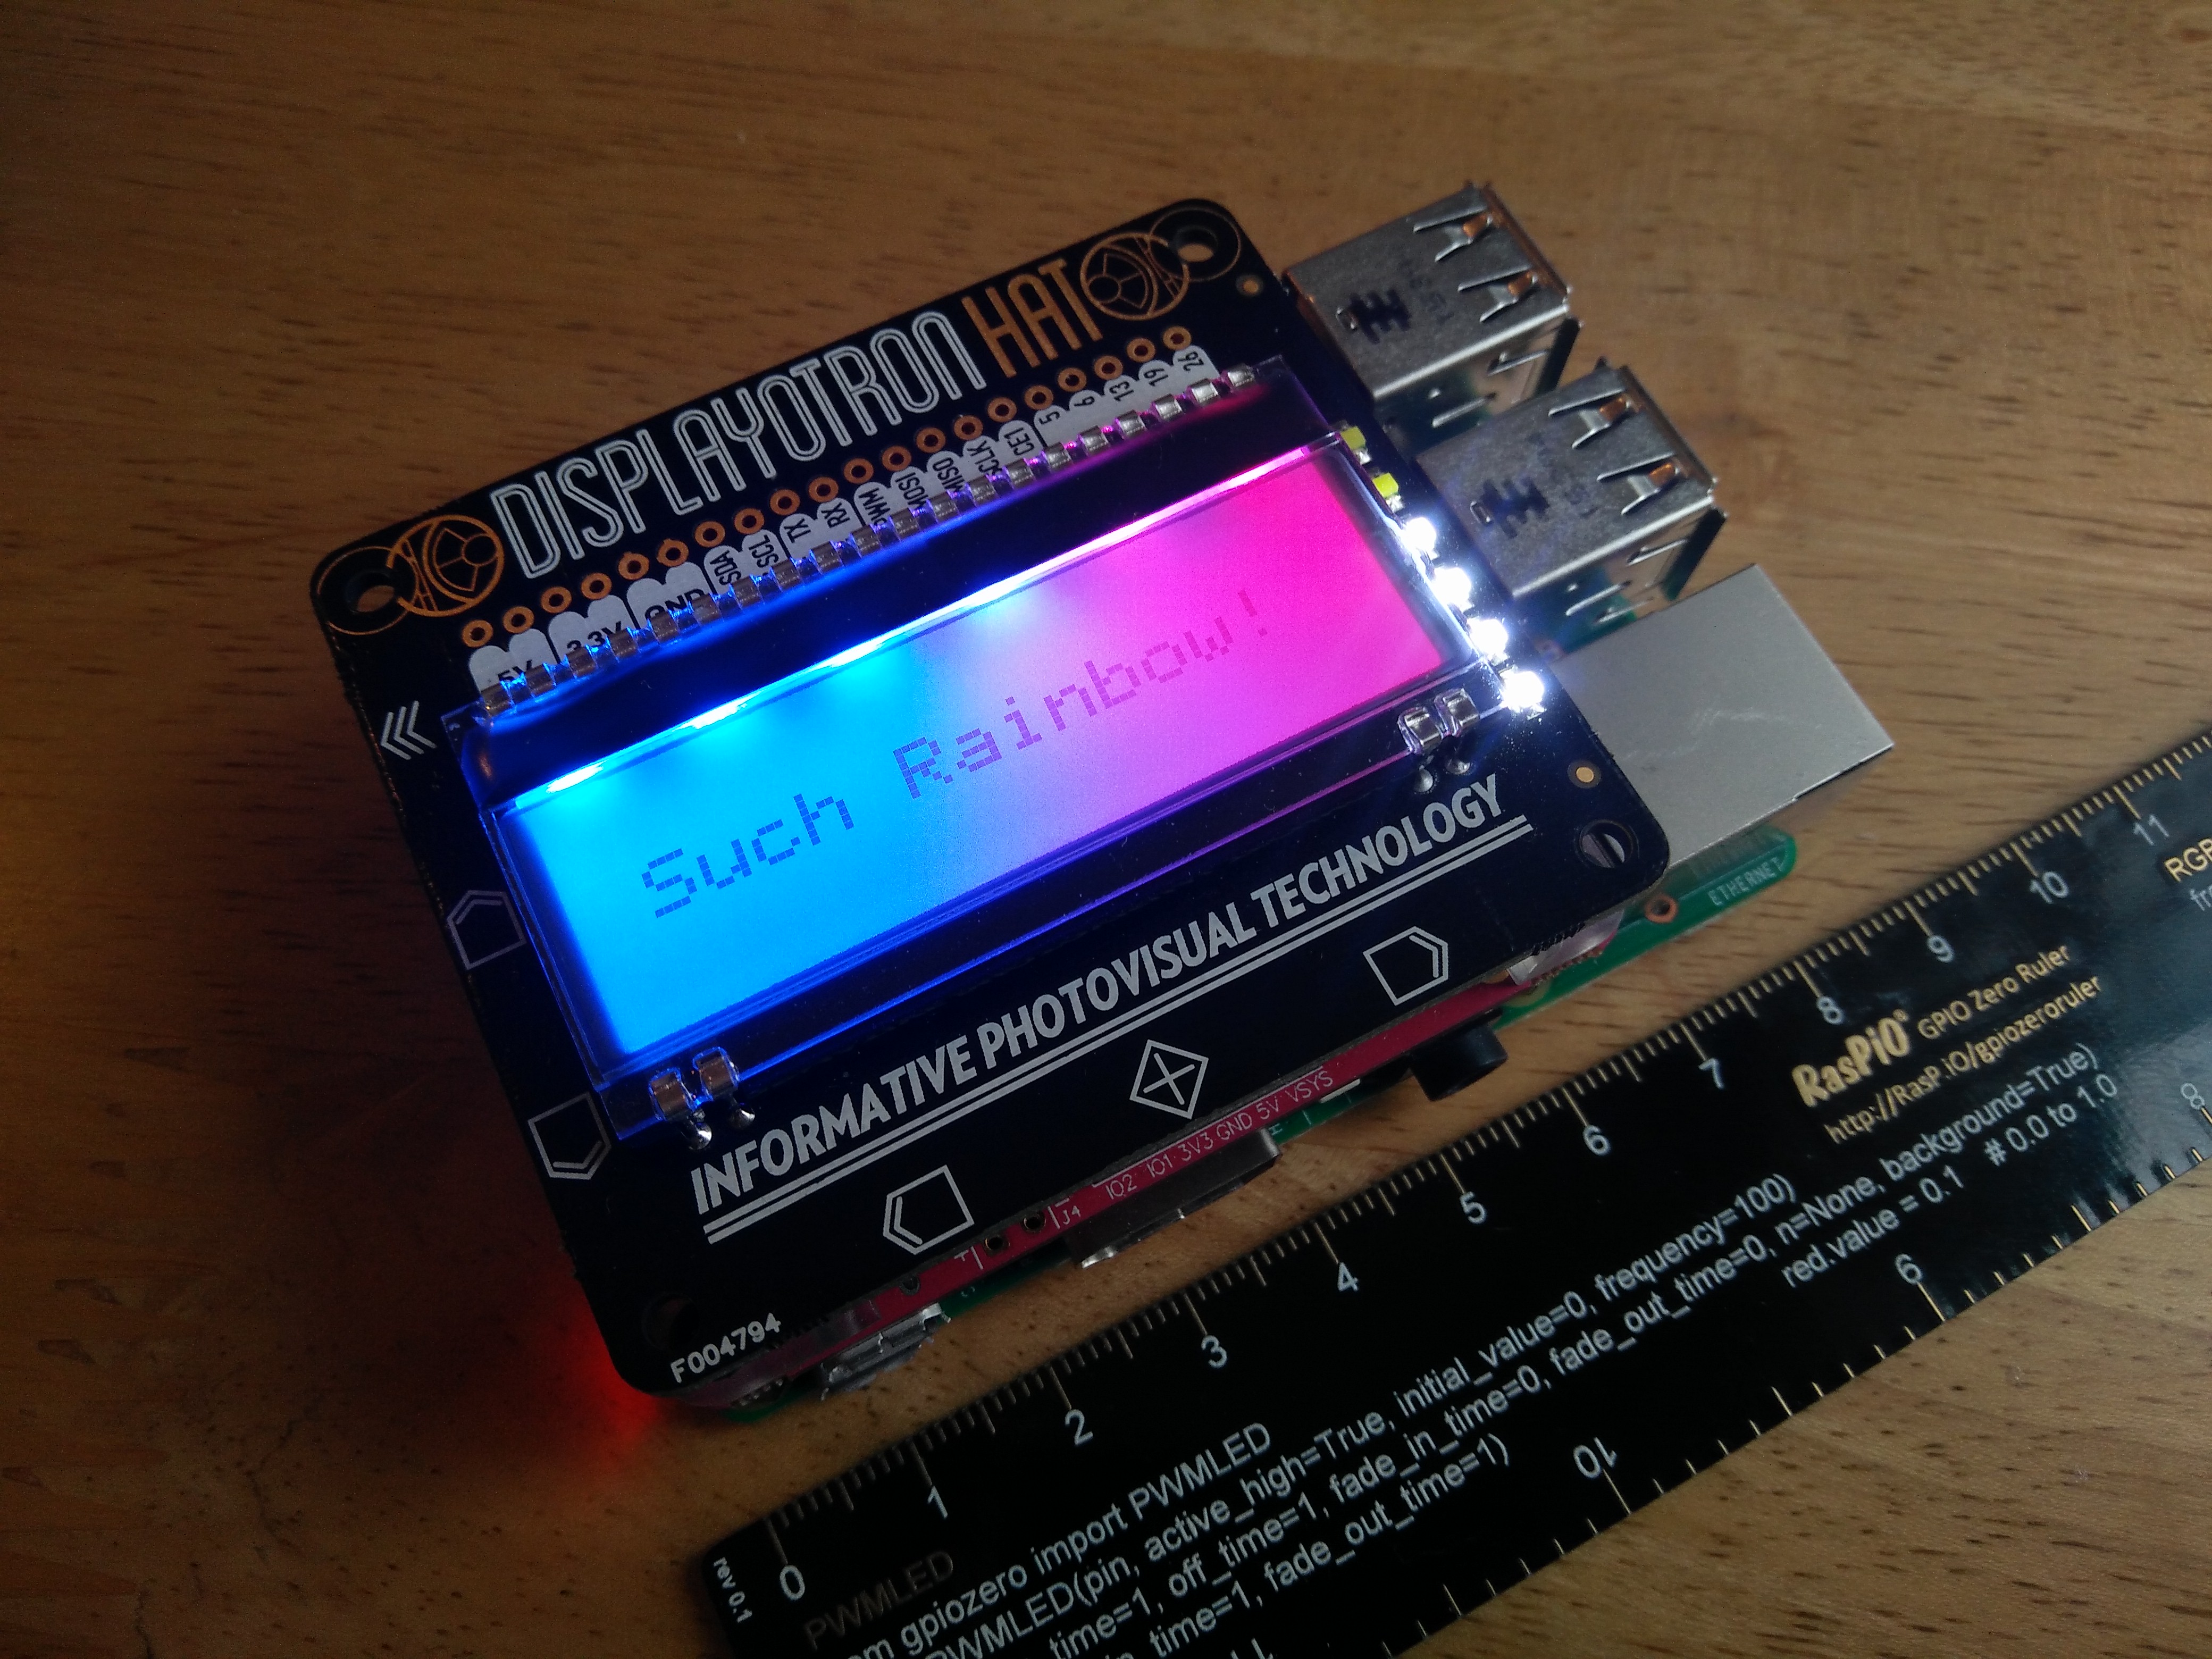 DISPLAYOTRON HAT
5V 3.3V GND SDA SCL TX RX PWM MOSI MISO SCLK CE1 5 6 13 19 26
Such Rainbow!
INFORMATIVE PHOTOVISUAL TECHNOLOGY
F004794
J4 IO2 IO1 3V3 GND 5V VSYS
ETHERNET
0 1 2 3 4 5 6 7 8 9 10 11
RasPiO® GPIO Zero Ruler
http://RasP.iO/gpiozeroruler
rev 0.1
PWMLED
gpiozero import PWMLED
PWMLED(pin, active_high=True, initial_value=0, frequency=100)
time=1, off_time=1, fade_in_time=0, fade_out_time=0, n=None, background=True)
time=1, fade_out_time=1)
red.value = 0.1 # 0.0 to 1.0
RGB
6
8
10
11